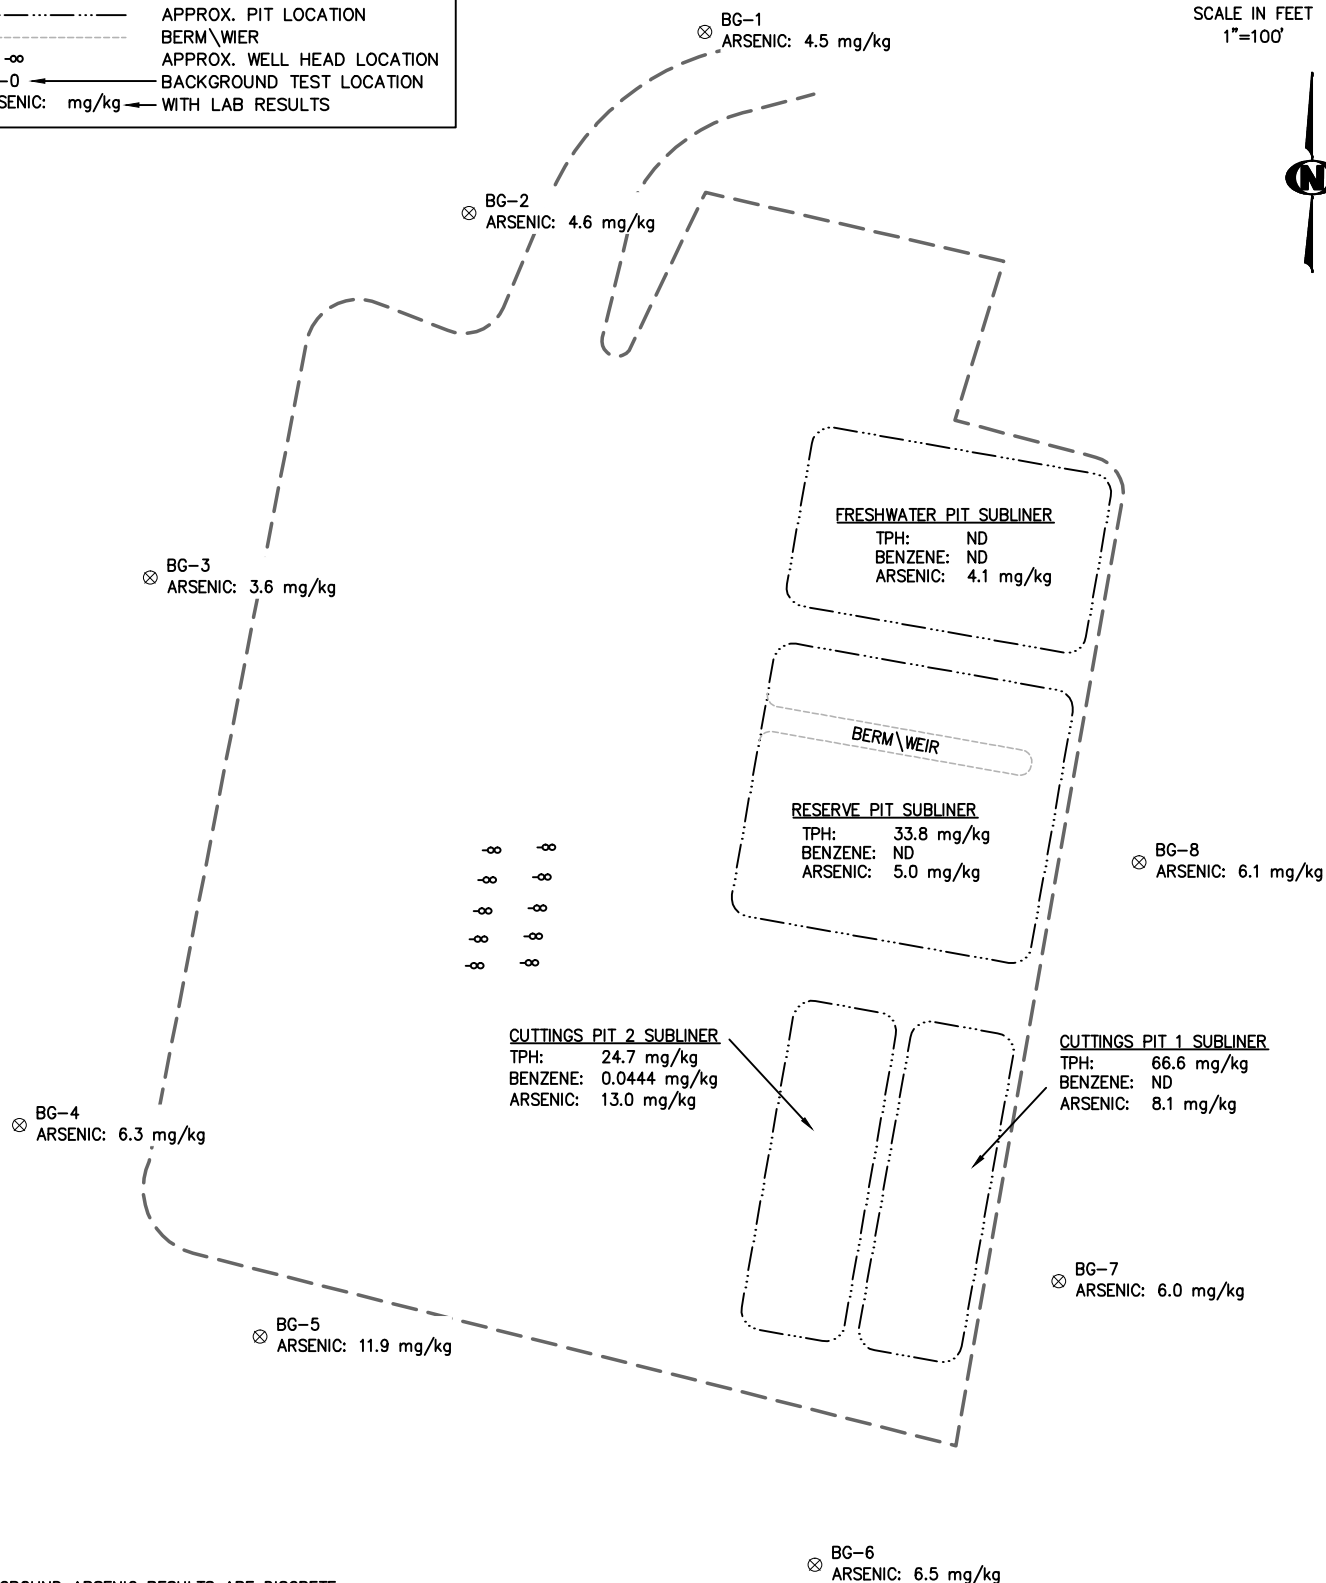 APPROX. PIT LOCATION
BERM\WIER
APPROX. WELL HEAD LOCATION
-0 BACKGROUND TEST LOCATION
SENIC: mg/kg WITH LAB RESULTS
SCALE IN FEET
1"=100'
N
BG-1
ARSENIC: 4.5 mg/kg
BG-2
ARSENIC: 4.6 mg/kg
FRESHWATER PIT SUBLINER
TPH: ND
BENZENE: ND
ARSENIC: 4.1 mg/kg
BG-3
ARSENIC: 3.6 mg/kg
BERM\WEIR
RESERVE PIT SUBLINER
TPH: 33.8 mg/kg
BENZENE: ND
ARSENIC: 5.0 mg/kg
BG-8
ARSENIC: 6.1 mg/kg
CUTTINGS PIT 2 SUBLINER
TPH: 24.7 mg/kg
BENZENE: 0.0444 mg/kg
ARSENIC: 13.0 mg/kg
CUTTINGS PIT 1 SUBLINER
TPH: 66.6 mg/kg
BENZENE: ND
ARSENIC: 8.1 mg/kg
BG-4
ARSENIC: 6.3 mg/kg
BG-7
ARSENIC: 6.0 mg/kg
BG-5
ARSENIC: 11.9 mg/kg
BG-6
ARSENIC: 6.5 mg/kg
GROUND ARSENIC RESULTS ARE DISCRETE